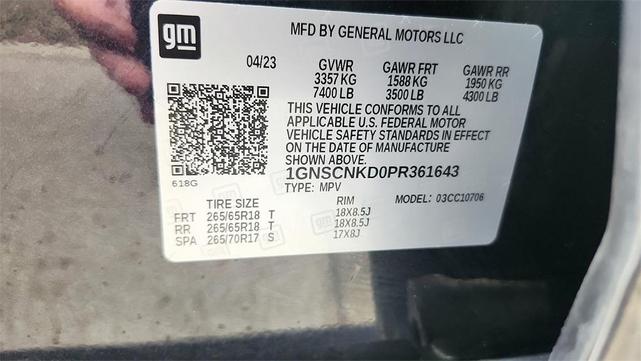 gm
MFD BY GENERAL MOTORS LLC
04/23 GVWR GAWR FRT GAWR RR
3357 KG 1588 KG 1950 KG
7400 LB 3500 LB 4300 LB
THIS VEHICLE CONFORMS TO ALL
APPLICABLE U.S. FEDERAL MOTOR
VEHICLE SAFETY STANDARDS IN EFFECT
ON THE DATE OF MANUFACTURE
SHOWN ABOVE.
618G
1GNSCNKD0PR361643
TYPE: MPV MODEL: 03CC10706
TIRE SIZE RIM
FRT 265/65R18 T 18X8.5J
RR 265/65R18 T 18X8.5J
SPA 265/70R17 S 17X8J